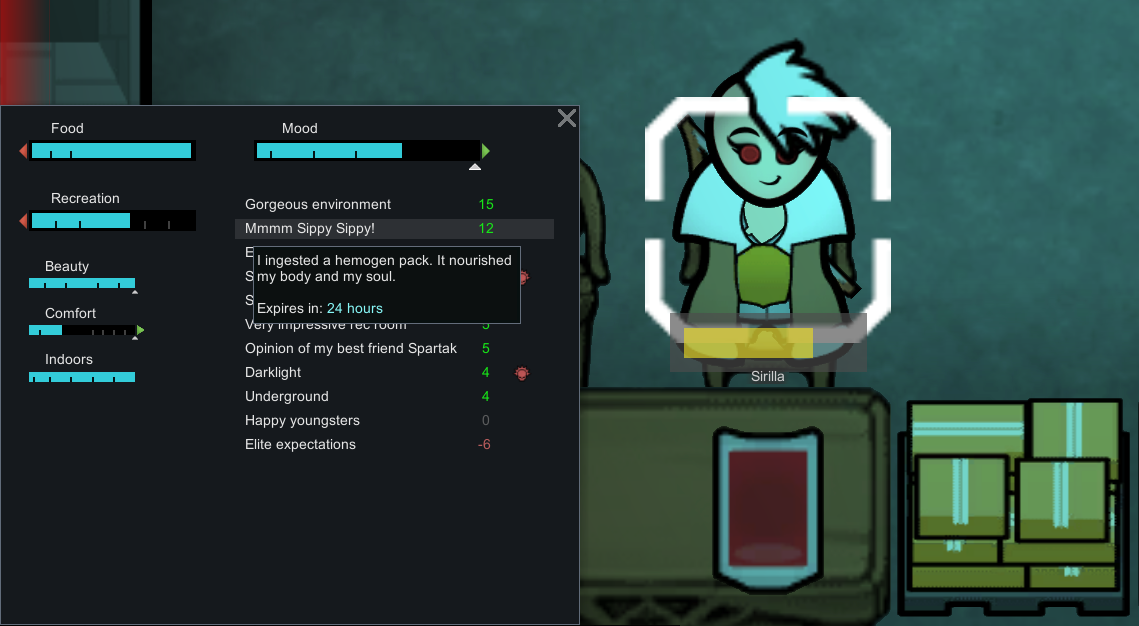 Food
Mood
Recreation
Gorgeous environment 15
Mmmm Sippy Sippy! 12
Beauty
I ingested a hemogen pack. It nourished
my body and my soul.
Expires in: 24 hours
Comfort
Very impressive rec room 5
Opinion of my best friend Spartak 5
Indoors
Darklight 4
Underground 4
Happy youngsters 0
Elite expectations -6
Sirilla